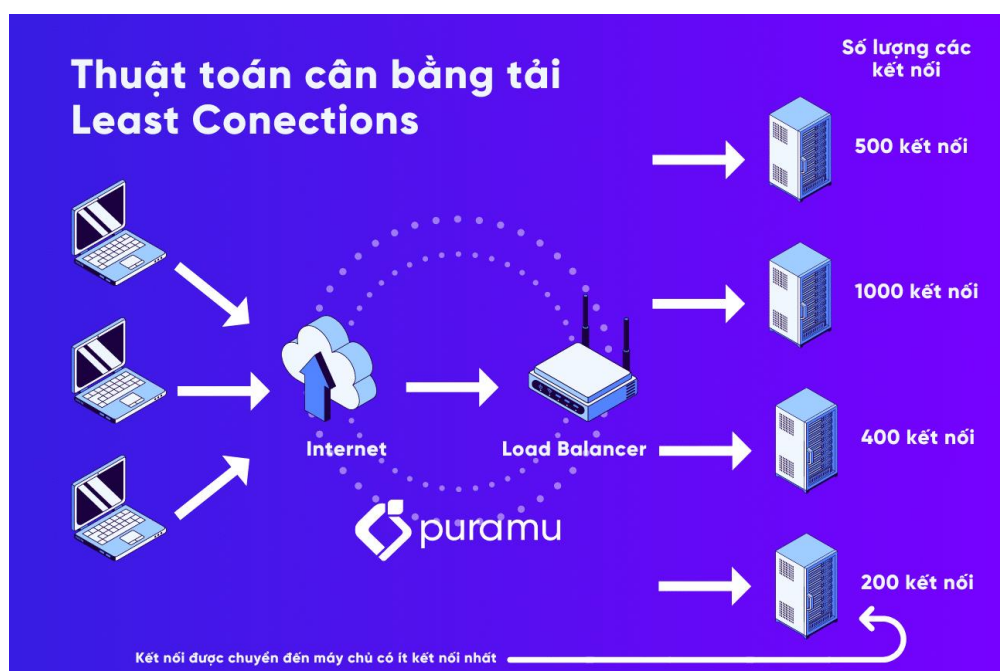 Thuật toán cân bằng tải
Least Conections
Số lượng các
kết nối
500 kết nối
1000 kết nối
400 kết nối
200 kết nối
Internet
Load Balancer
puramu
Kết nối được chuyển đến máy chủ có ít kết nối nhất